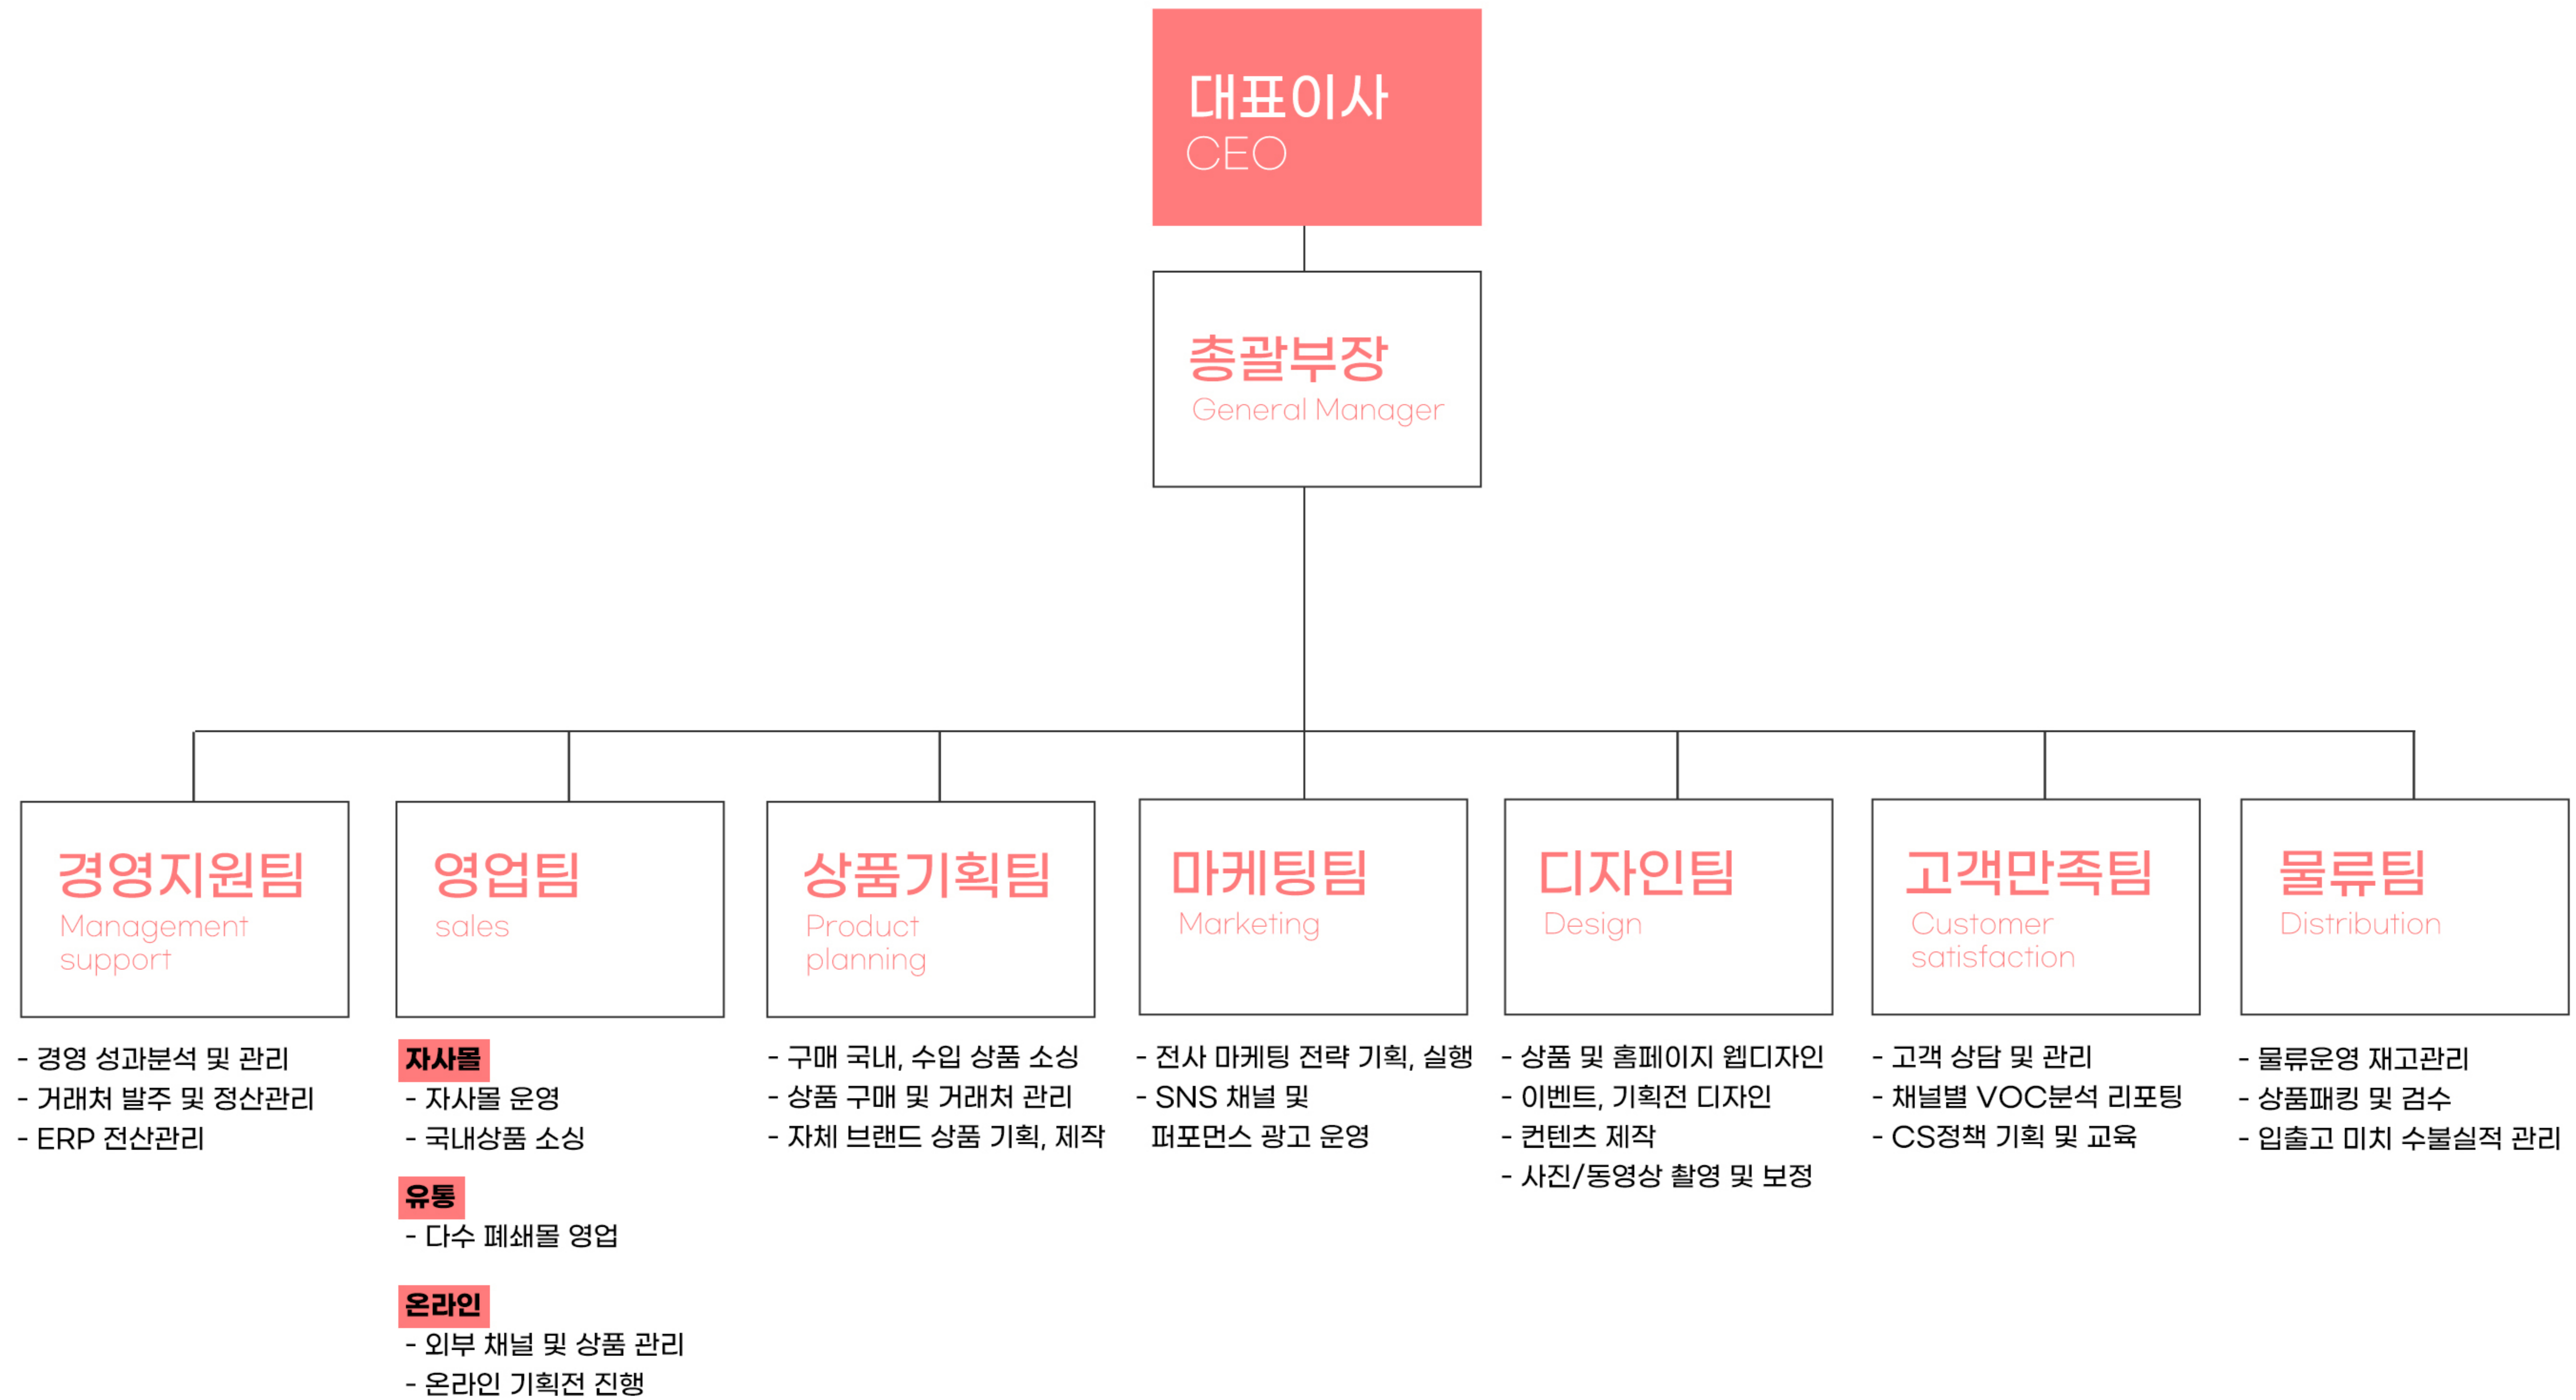 대표이사
CEO
총괄부장
General Manager
경영지원팀
Management
support
- 경영 성과분석 및 관리
- 거래처 발주 및 정산관리
- ERP 전산관리
영업팀
sales
자사몰
- 자사몰 운영
- 국내상품 소싱
유통
- 다수 폐쇄몰 영업
온라인
- 외부 채널 및 상품 관리
- 온라인 기획전 진행
상품기획팀
Product
planning
- 구매 국내, 수입 상품 소싱
- 상품 구매 및 거래처 관리
- 자체 브랜드 상품 기획, 제작
마케팅팀
Marketing
- 전사 마케팅 전략 기획, 실행
- SNS 채널 및
퍼포먼스 광고 운영
디자인팀
Design
- 상품 및 홈페이지 웹디자인
- 이벤트, 기획전 디자인
- 컨텐츠 제작
- 사진/동영상 촬영 및 보정
고객만족팀
Customer
satisfaction
- 고객 상담 및 관리
- 채널별 VOC분석 리포팅
- CS정책 기획 및 교육
물류팀
Distribution
- 물류운영 재고관리
- 상품패킹 및 검수
- 입출고 미치 수불실적 관리